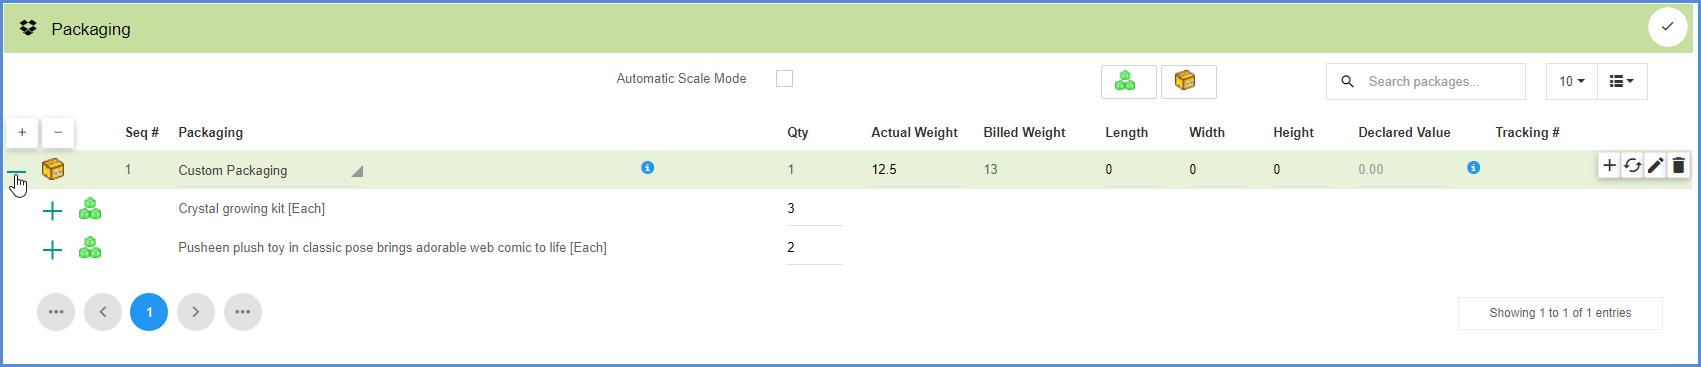 Packaging
Automatic Scale Mode
Search packages...
10
Seq # Packaging Qty Actual Weight Billed Weight Length Width Height Declared Value Tracking #
1 Custom Packaging 1 12.5 13 0 0 0 0.00
Crystal growing kit [Each] 3
Pusheen plush toy in classic pose brings adorable web comic to life [Each] 2
1
Showing 1 to 1 of 1 entries